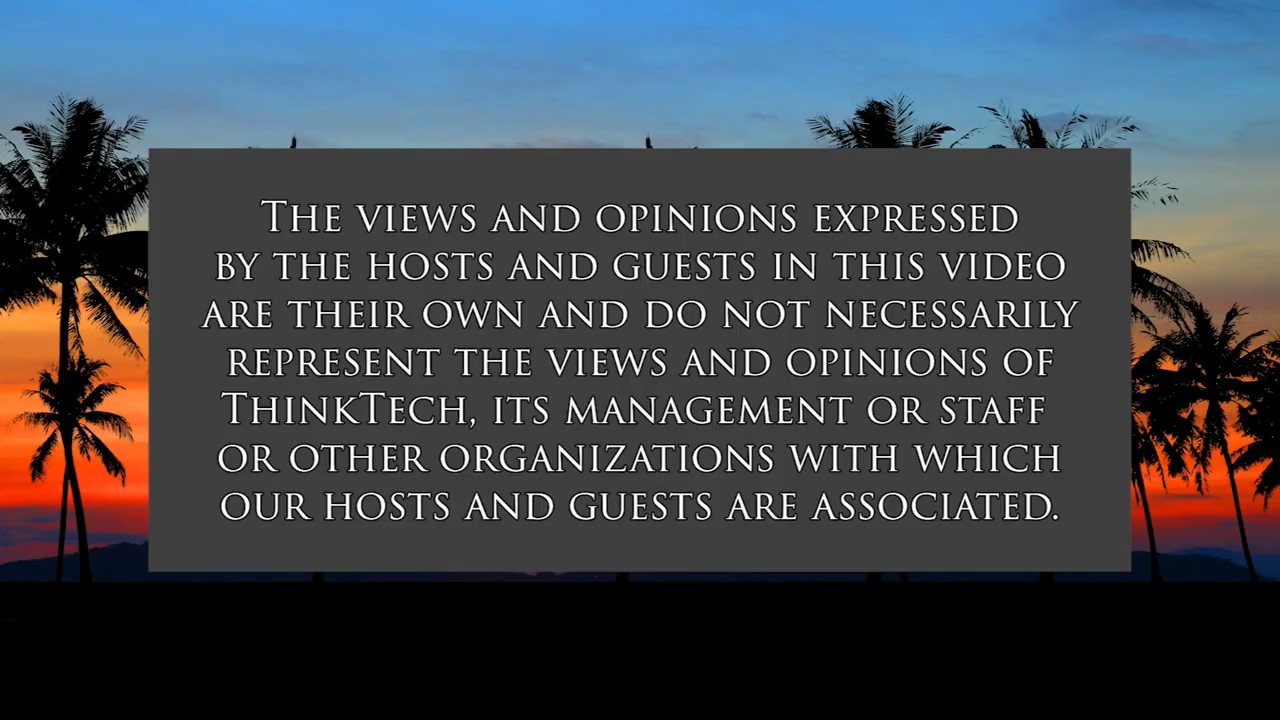 The views and opinions expressed
by the hosts and guests in this video
are their own and do not necessarily
represent the views and opinions of
ThinkTech, its management or staff
or other organizations with which
our hosts and guests are associated.